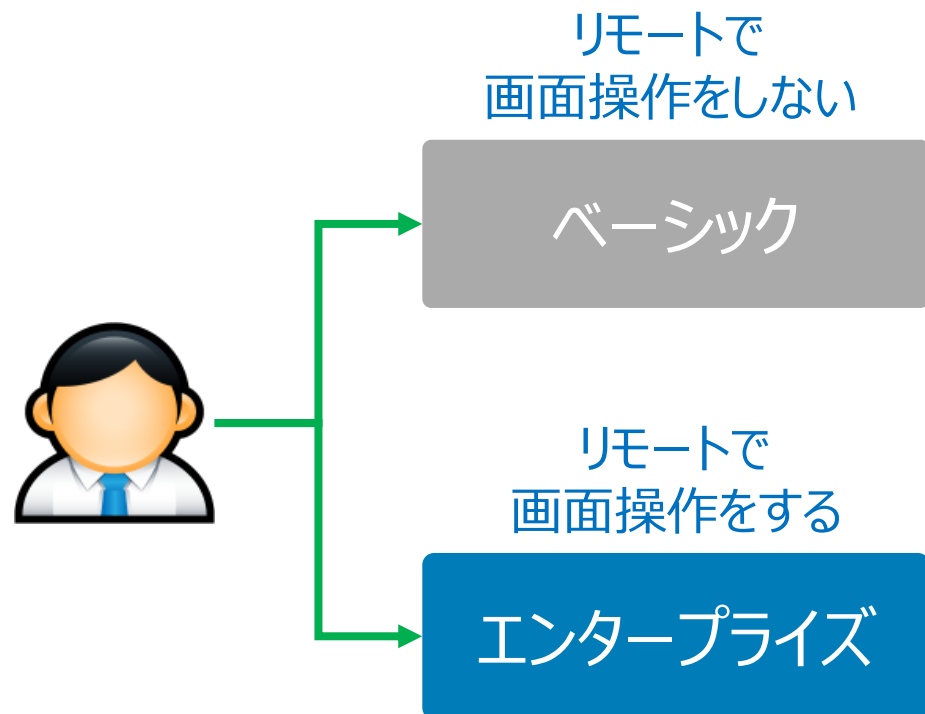 リモートで
画面操作をしない
ベーシック
リモートで
画面操作をする
エンタープライズ